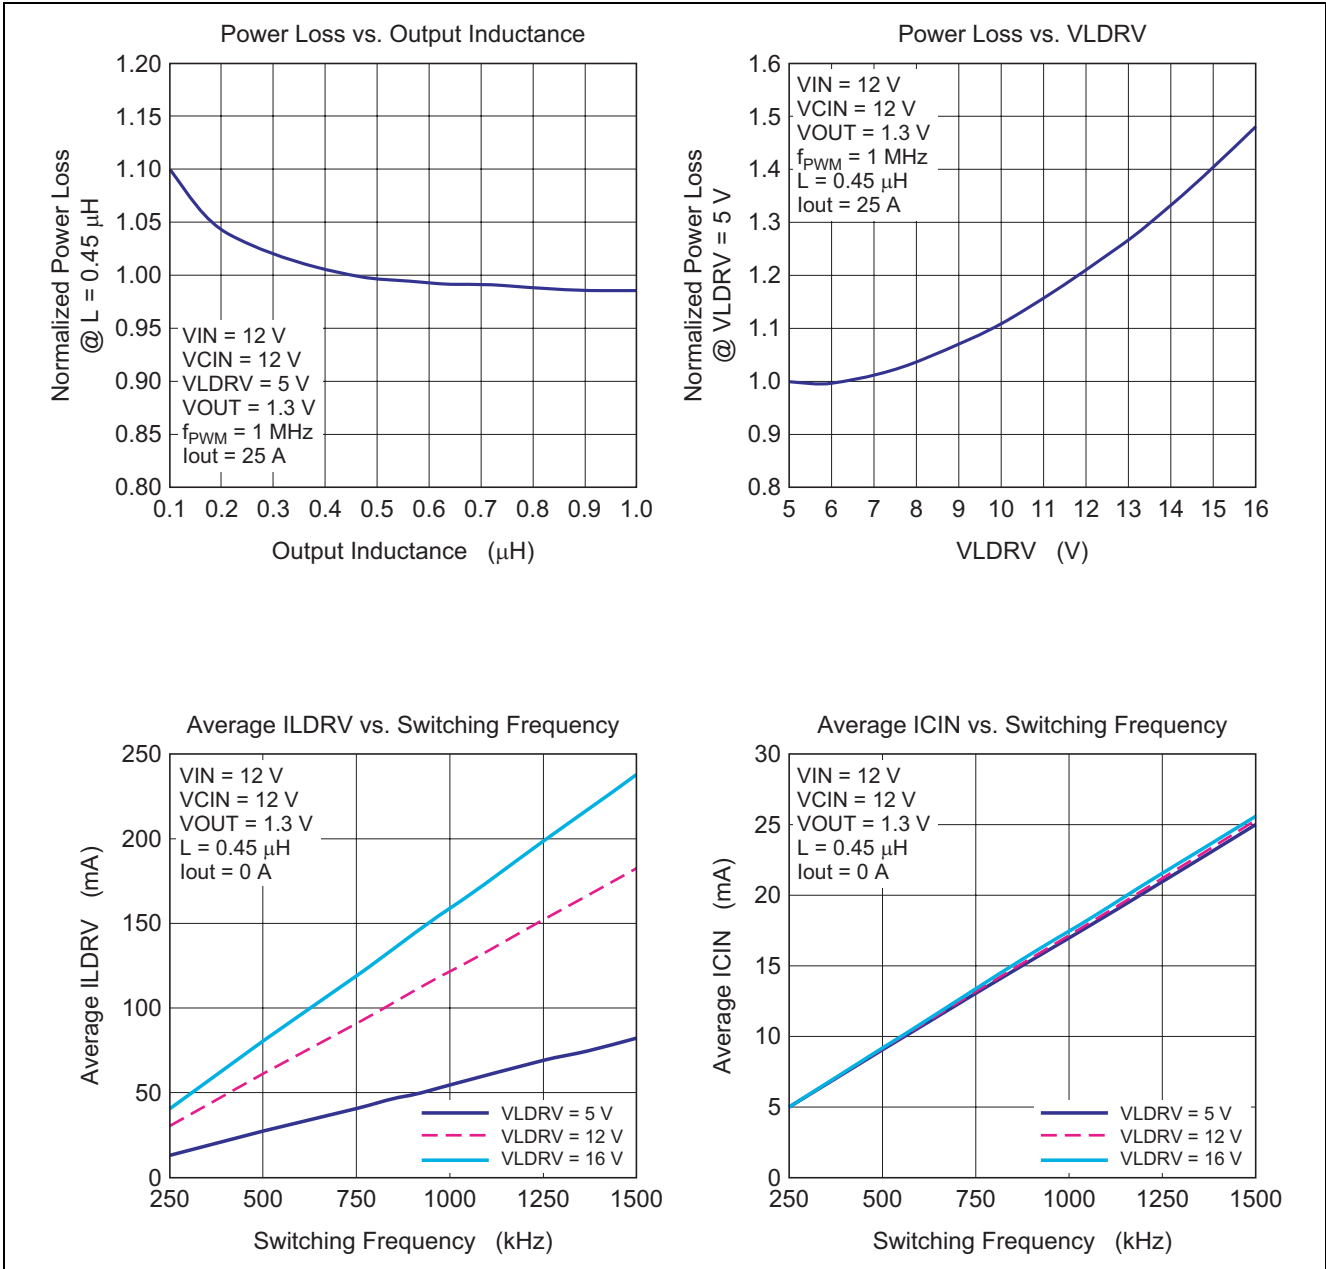 Power Loss vs. Output Inductance
1.20
1.15
1.10
1.05
1.00
0.95
0.90
0.85
0.80
Normalized Power Loss
@ L = 0.45 μH
VIN = 12 V
VCIN = 12 V
VLDRV = 5 V
VOUT = 1.3 V
fPWM = 1 MHz
Iout = 25 A
0.1 0.2 0.3 0.4 0.5 0.6 0.7 0.8 0.9 1.0
Output Inductance (μH)
Power Loss vs. VLDRV
1.6
1.5
1.4
1.3
1.2
1.1
1.0
0.9
0.8
Normalized Power Loss
@ VLDRV = 5 V
VIN = 12 V
VCIN = 12 V
VOUT = 1.3 V
fPWM = 1 MHz
L = 0.45 μH
Iout = 25 A
5 6 7 8 9 10 11 12 13 14 15 16
VLDRV (V)
Average ILDRV vs. Switching Frequency
250
200
150
100
50
0
Average ILDRV (mA)
VIN = 12 V
VCIN = 12 V
VOUT = 1.3 V
L = 0.45 μH
Iout = 0 A
VLDRV = 5 V
VLDRV = 12 V
VLDRV = 16 V
250 500 750 1000 1250 1500
Switching Frequency (kHz)
Average ICIN vs. Switching Frequency
30
25
20
15
10
5
0
Average ICIN (mA)
VIN = 12 V
VCIN = 12 V
VOUT = 1.3 V
L = 0.45 μH
Iout = 0 A
VLDRV = 5 V
VLDRV = 12 V
VLDRV = 16 V
250 500 750 1000 1250 1500
Switching Frequency (kHz)